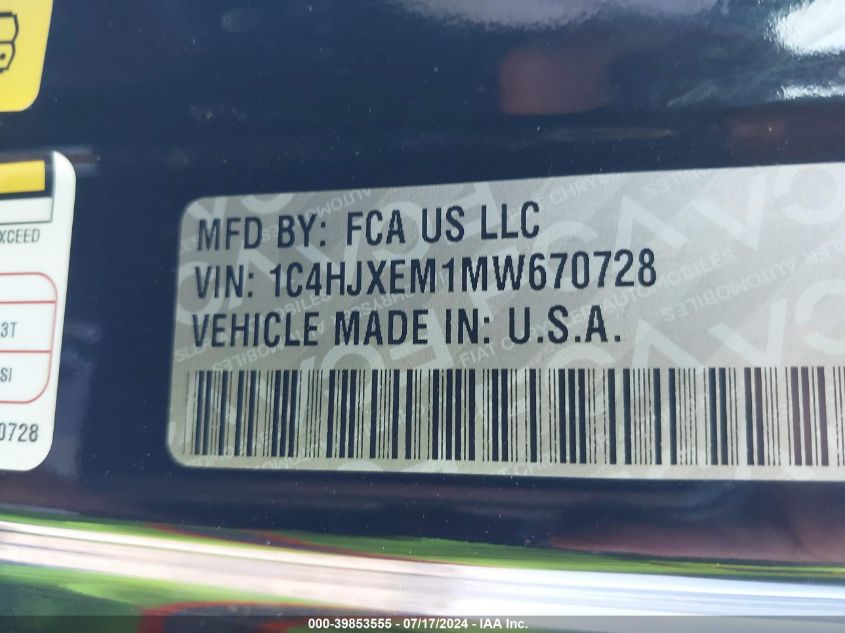 XCEED
3T
SI
0728
MFD BY: FCA US LLC
VIN: 1C4HJXEM1MW670728
VEHICLE MADE IN: U.S.A.
000-39853555 - 07/17/2024 - IAA Inc.